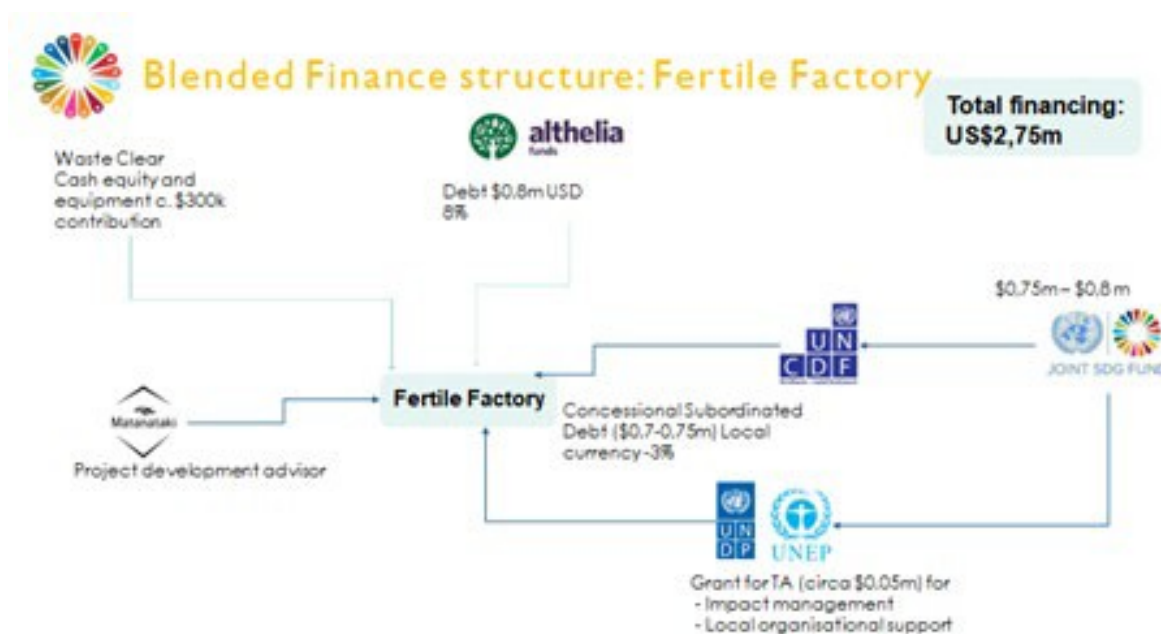 Blended Finance structure: Fertile Factory
Total financing:
US$2,75m
althelia
funds
Waste Clear
Cash equity and
equipment c. $300k
contribution
Debt $0.8m USD
8%
$0.75m – $0.8 m
UN
CDF
JOINT SDG FUND
Fertile Factory
Matanataki
Project development advisor
Concessional Subordinated
Debt ($0.7-0.75m) Local
currency -3%
UN
DP
UNEP
Grant for TA (circa $0.05m) for
- Impact management
- Local organisational support